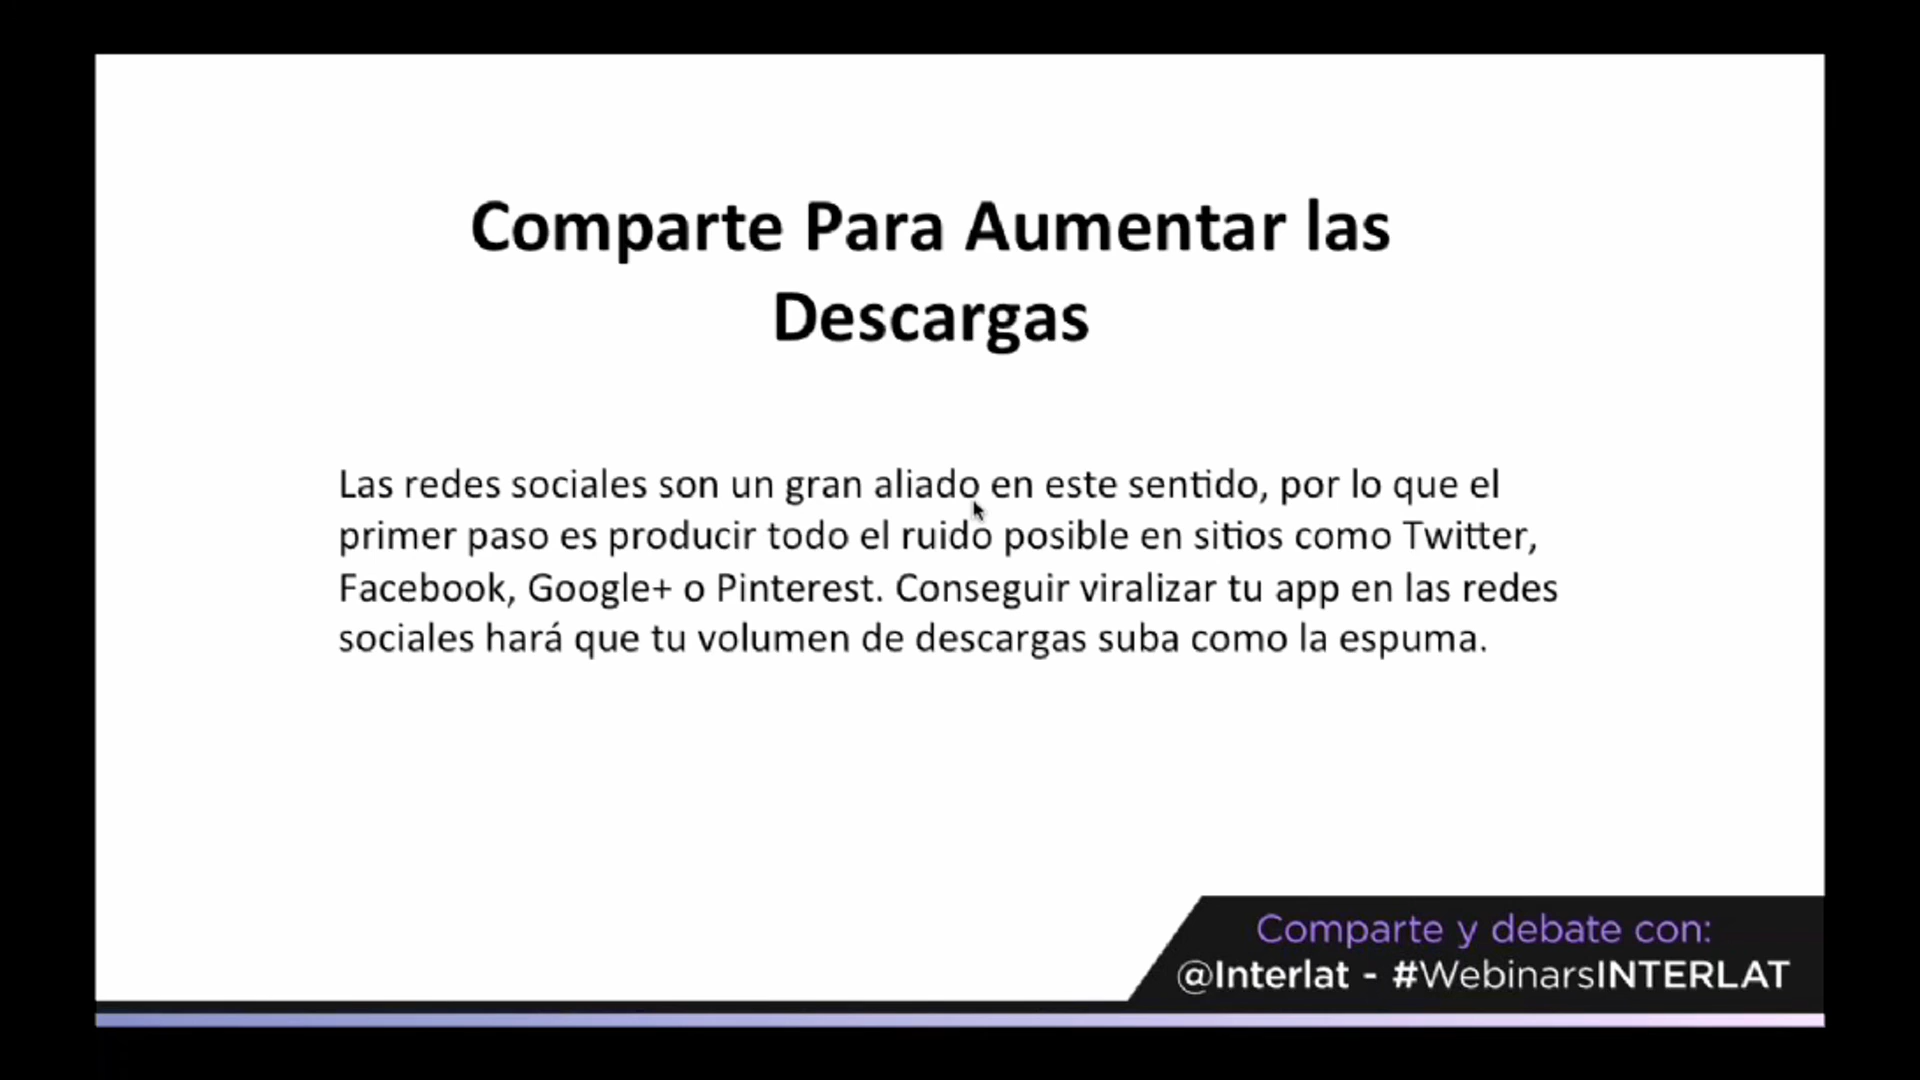 Comparte Para Aumentar las
Descargas
Las redes sociales son un gran aliado en este sentido, por lo que el
primer paso es producir todo el ruido posible en sitios como Twitter,
Facebook, Google+ o Pinterest. Conseguir viralizar tu app en las redes
sociales hará que tu volumen de descargas suba como la espuma.
Comparte y debate con:
@Interlat - #WebinarsINTERLAT